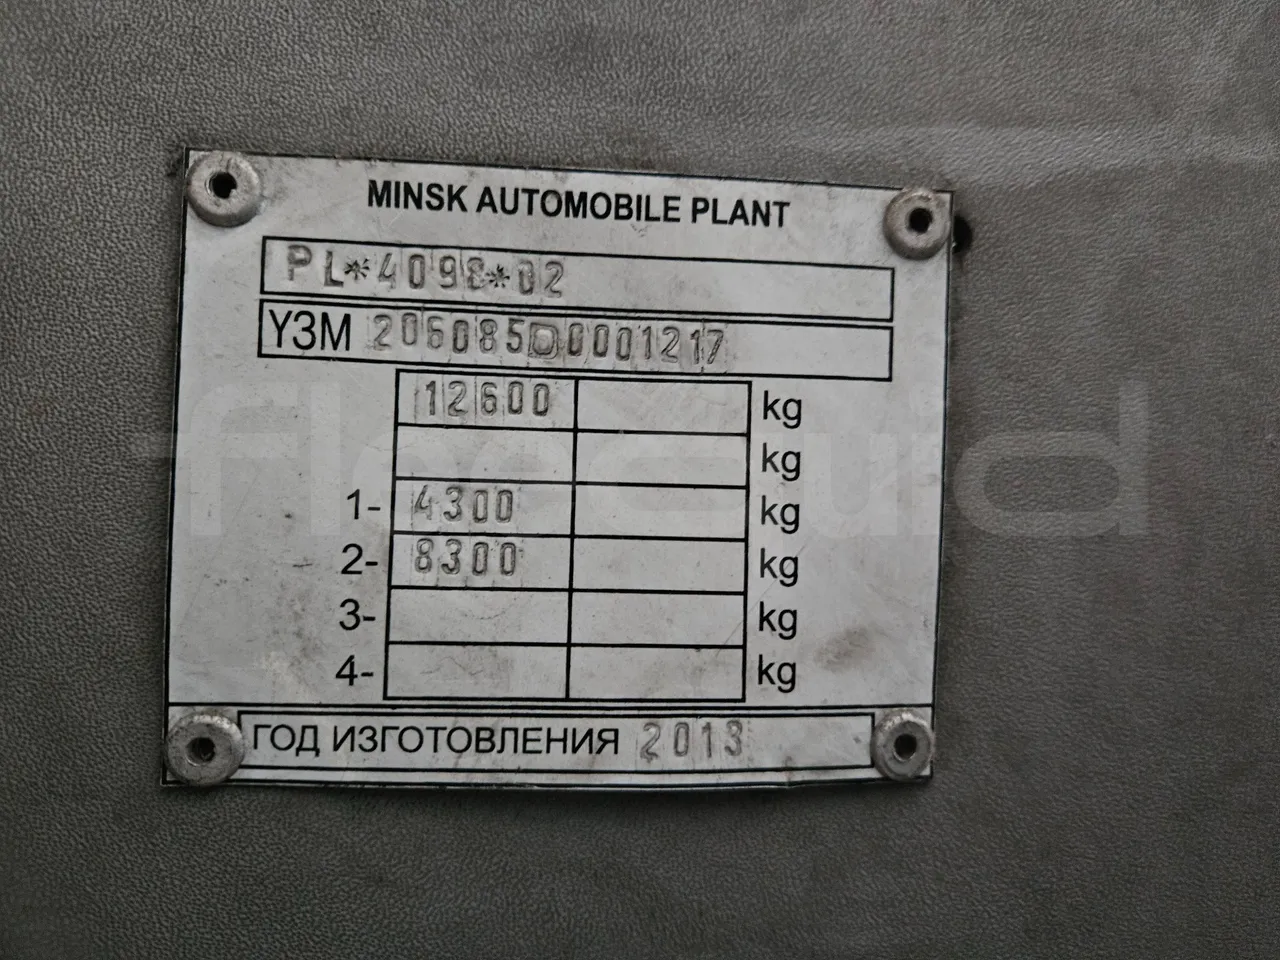 MINSK AUTOMOBILE PLANT
PL*4098*02
Y3M 206085D0001217
12600 kg
kg
1- 4300 kg
2- 8300 kg
3- kg
4- kg
ГОД ИЗГОТОВЛЕНИЯ 2013